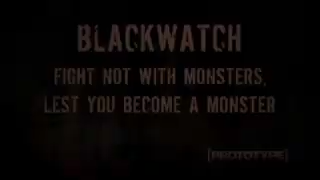 BLACKWATCH
FIGHT NOT WITH MONSTERS,
LEST YOU BECOME A MONSTER
[PROTOTYPE]